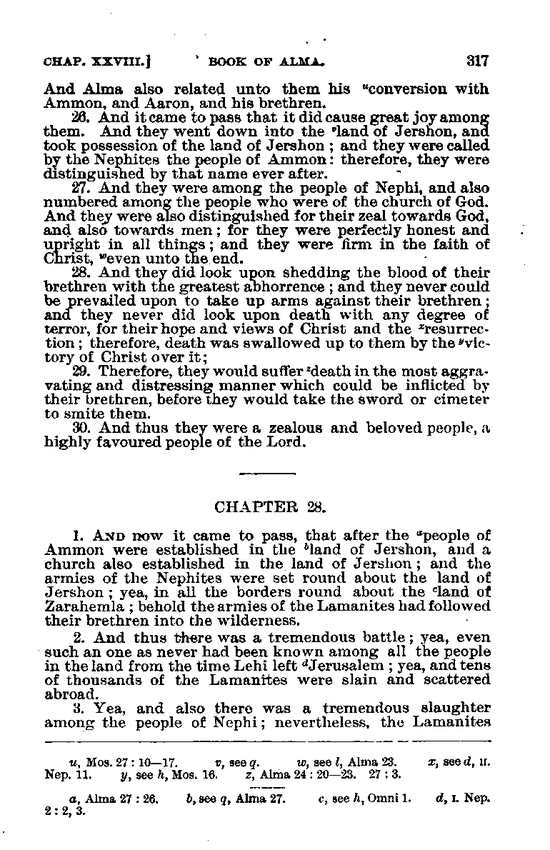 CHAP. XXVIII.] BOOK OF ALMA. 317
And Alma also related unto them his ᵘconversion with
Ammon, and Aaron, and his brethren.
26. And it came to pass that it did cause great joy among
them. And they went down into the ᵛland of Jershon, and
took possession of the land of Jershon ; and they were called
by the Nephites the people of Ammon : therefore, they were
distinguished by that name ever after.
27. And they were among the people of Nephi, and also
numbered among the people who were of the church of God.
And they were also distinguished for their zeal towards God,
and also towards men ; for they were perfectly honest and
upright in all things ; and they were firm in the faith of
Christ, ʷeven unto the end.
28. And they did look upon shedding the blood of their
brethren with the greatest abhorrence ; and they never could
be prevailed upon to take up arms against their brethren ;
and they never did look upon death with any degree of
terror, for their hope and views of Christ and the ˣresurrec-
tion ; therefore, death was swallowed up to them by the ʸvic-
tory of Christ over it ;
29. Therefore, they would suffer ᶻdeath in the most aggra-
vating and distressing manner which could be inflicted by
their brethren, before they would take the sword or cimeter
to smite them.
30. And thus they were a zealous and beloved people, a
highly favoured people of the Lord.
CHAPTER 28.
1. AND now it came to pass, that after the ᵃpeople of
Ammon were established in the ᵇland of Jershon, and a
church also established in the land of Jershon ; and the
armies of the Nephites were set round about the land of
Jershon ; yea, in all the borders round about the ᶜland of
Zarahemla ; behold the armies of the Lamanites had followed
their brethren into the wilderness.
2. And thus there was a tremendous battle ; yea, even
such an one as never had been known among all the people
in the land from the time Lehi left ᵈJerusalem ; yea, and tens
of thousands of the Lamanites were slain and scattered
abroad.
3. Yea, and also there was a tremendous slaughter
among the people of Nephi ; nevertheless, the Lamanites
u, Mos. 27 : 10—17. v, see q. w, see l, Alma 23. x, see d, II.
Nep. 11. y, see h, Mos. 16. z, Alma 24 : 20—23. 27 : 3.
a, Alma 27 : 26. b, see q, Alma 27. c, see h, Omni 1. d, I. Nep.
2 : 2, 3.